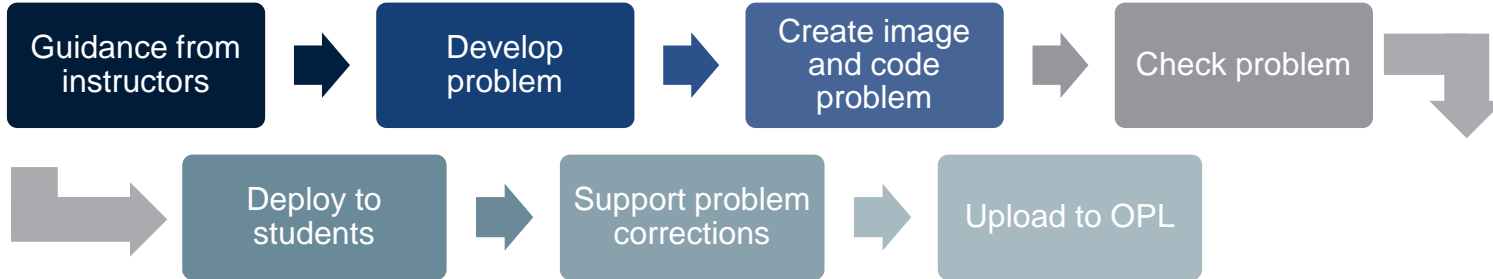 Guidance from
instructors
Develop
problem
Create image
and code
problem
Check problem
Deploy to
students
Support problem
corrections
Upload to OPL